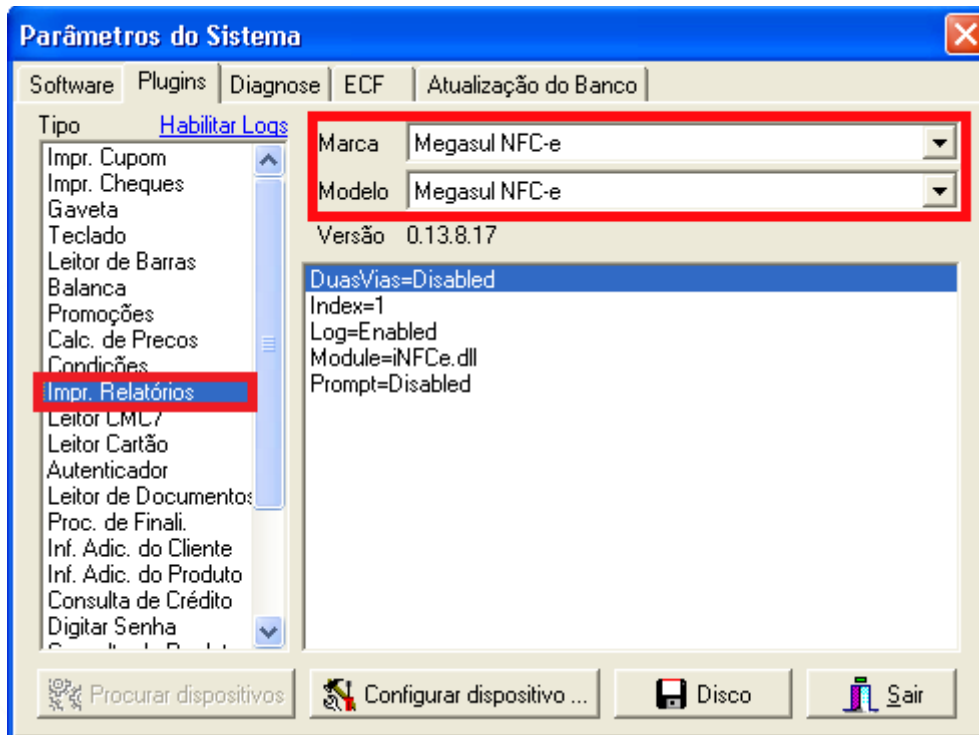 Parâmetros do Sistema
Software Plugins Diagnose ECF Atualização do Banco
Tipo Habilitar Logs
Impr. Cupom
Impr. Cheques
Gaveta
Teclado
Leitor de Barras
Balanca
Promoções
Calc. de Precos
Condições
Impr. Relatórios
Leitor CMC7
Leitor Cartão
Autenticador
Leitor de Documentos
Proc. de Finali.
Inf. Adic. do Cliente
Inf. Adic. do Produto
Consulta de Crédito
Digitar Senha
Marca Megasul NFC-e
Modelo Megasul NFC-e
Versão 0.13.8.17
DuasVias=Disabled
Index=1
Log=Enabled
Module=iNFCe.dll
Prompt=Disabled
Procurar dispositivos Configurar dispositivo ... Disco Sair